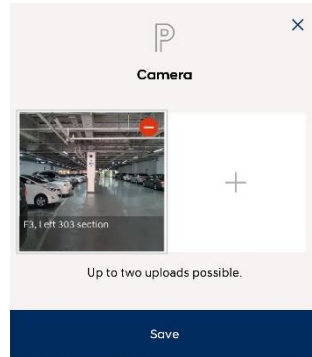 P
Camera
F3, Left 303 section
Up to two uploads possible.
Save